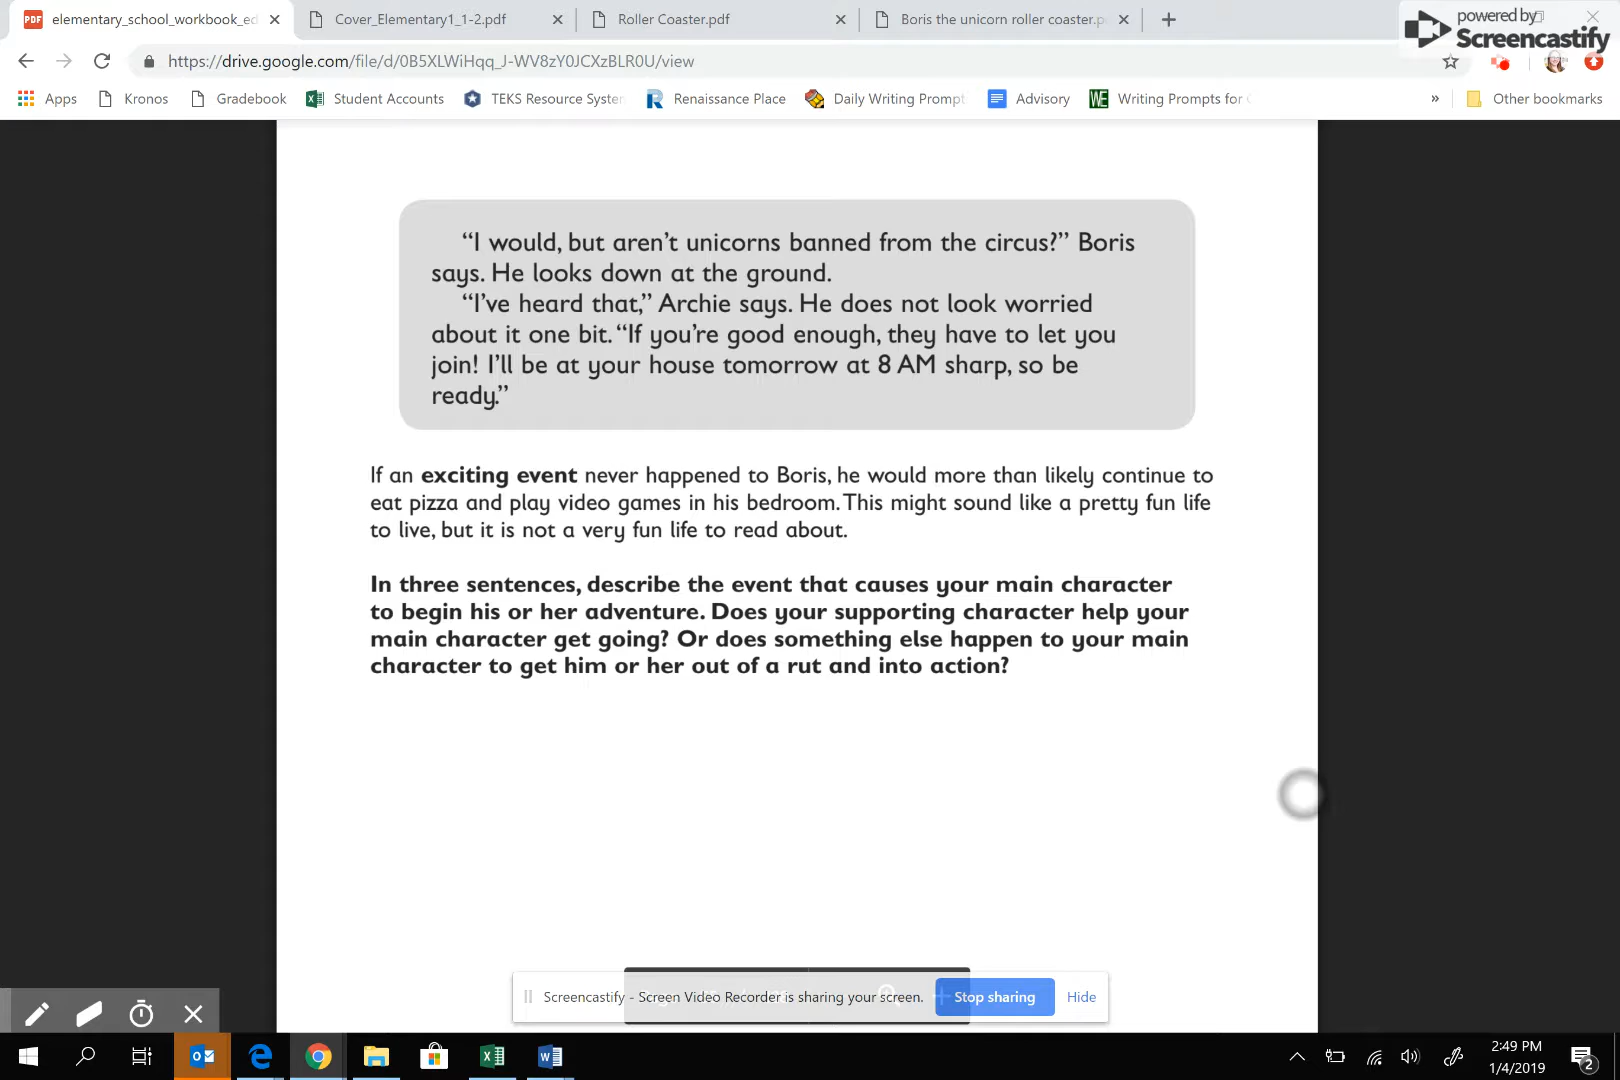 elementary_school_workbook_ed
Cover_Elementary1_1-2.pdf
Roller Coaster.pdf
Boris the unicorn roller coaster.p
powered by
Screencastify
https://drive.google.com/file/d/0B5XLWiHqq_J-WV8zY0JCXzBLR0U/view
Apps
Kronos
Gradebook
Student Accounts
TEKS Resource System
Renaissance Place
Daily Writing Prompt
Advisory
Writing Prompts for
»
Other bookmarks
“I would, but aren’t unicorns banned from the circus?” Boris
says. He looks down at the ground.
“I’ve heard that,” Archie says. He does not look worried
about it one bit. “If you’re good enough, they have to let you
join! I’ll be at your house tomorrow at 8 AM sharp, so be
ready.”
If an exciting event never happened to Boris, he would more than likely continue to
eat pizza and play video games in his bedroom. This might sound like a pretty fun life
to live, but it is not a very fun life to read about.
In three sentences, describe the event that causes your main character
to begin his or her adventure. Does your supporting character help your
main character get going? Or does something else happen to your main
character to get him or her out of a rut and into action?
Screencastify - Screen Video Recorder is sharing your screen.
Stop sharing
Hide
2:49 PM
1/4/2019
2